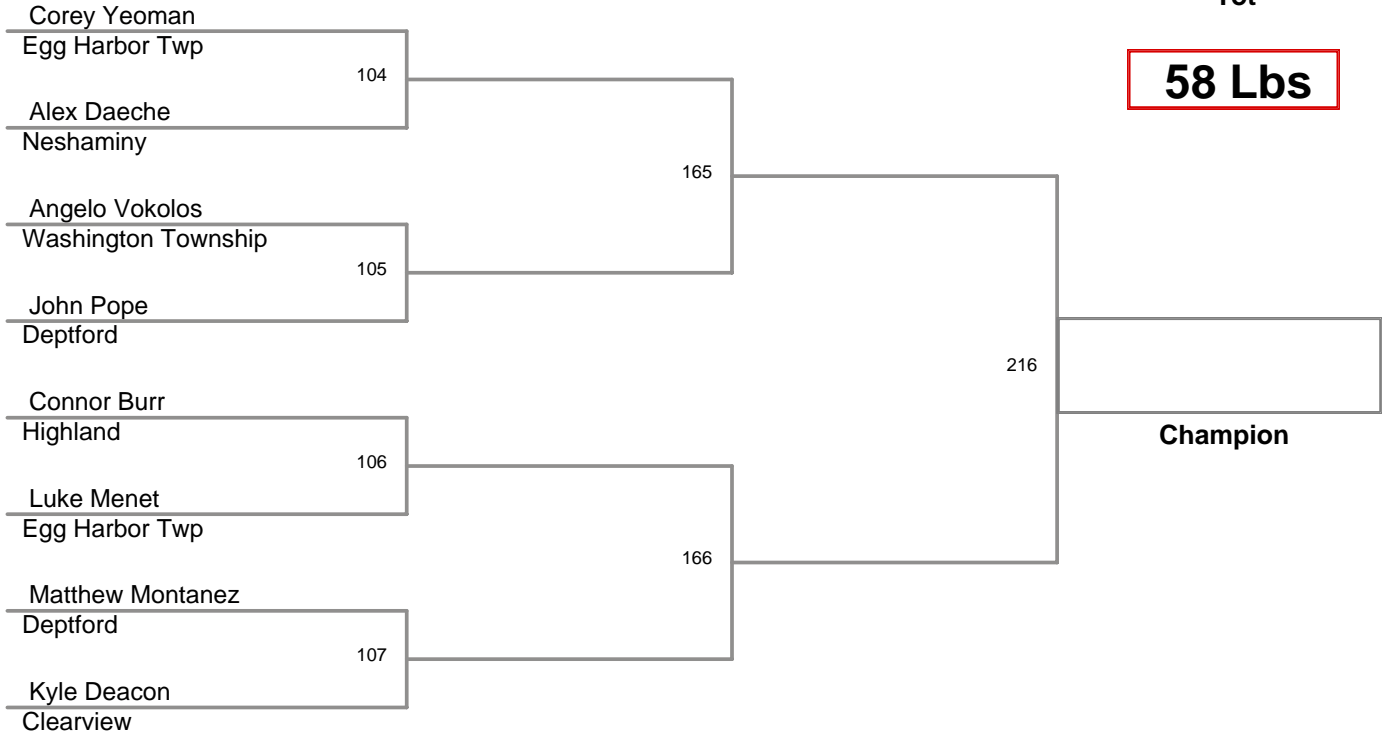 Corey Yeoman
Egg Harbor Twp
104
Alex Daeche
Neshaminy
58 Lbs
165
Angelo Vokolos
Washington Township
105
John Pope
Deptford
216
Champion
Connor Burr
Highland
106
Luke Menet
Egg Harbor Twp
166
Matthew Montanez
Deptford
107
Kyle Deacon
Clearview